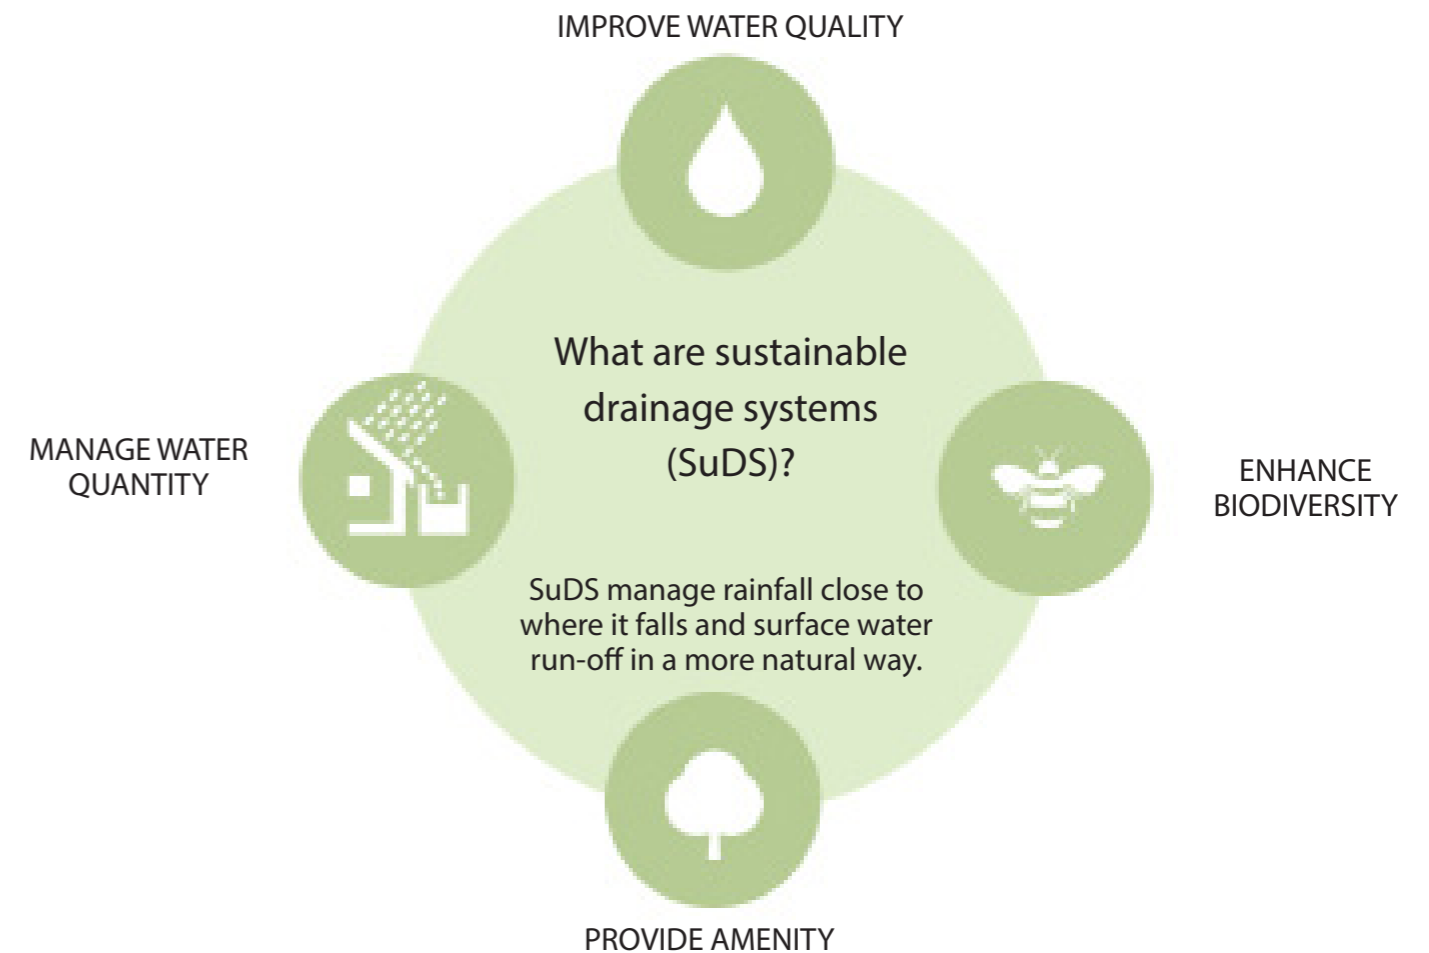 IMPROVE WATER QUALITY
What are sustainable
drainage systems
(SuDS)?
MANAGE WATER
QUANTITY
ENHANCE
BIODIVERSITY
SuDS manage rainfall close to
where it falls and surface water
run-off in a more natural way.
PROVIDE AMENITY